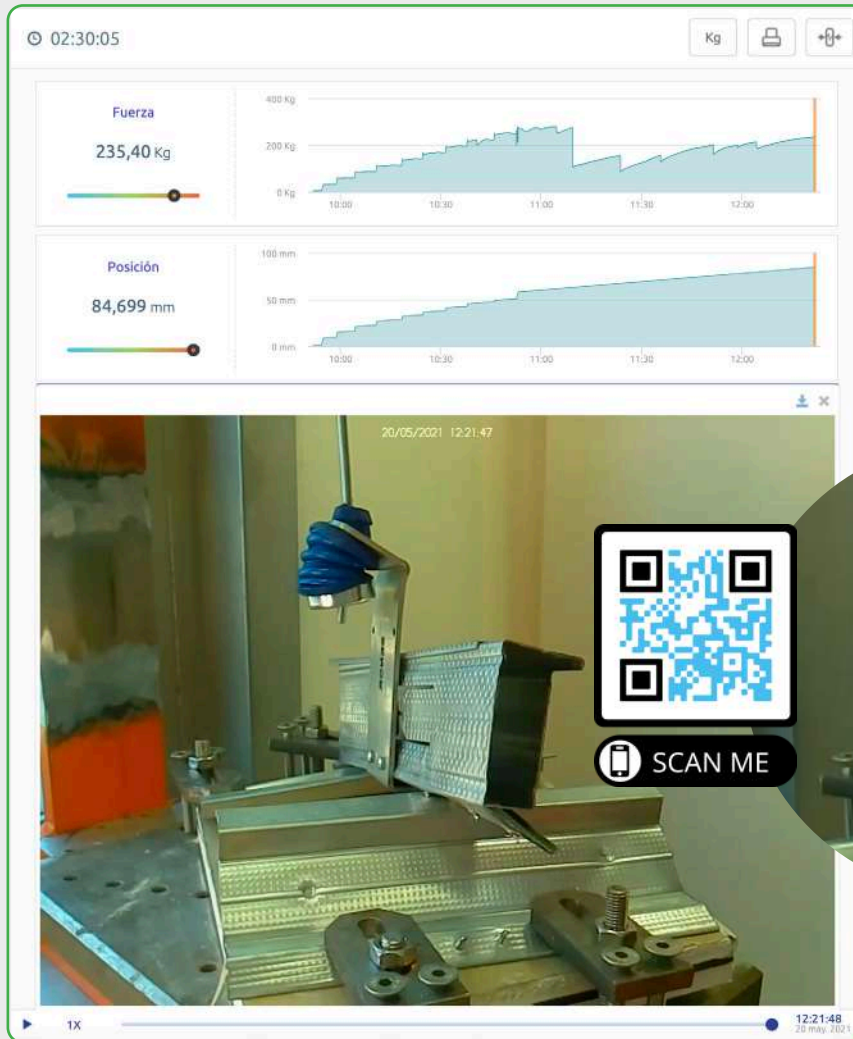 02:30:05
Kg
Fuerza
235,40 Kg
400 Kg
200 Kg
0 Kg
10:00 10:30 11:00 11:30 12:00
Posición
84,699 mm
100 mm
50 mm
0 mm
10:00 10:30 11:00 11:30 12:00
20/05/2021 12:21:47
SCAN ME
1X
12:21:48
20 may. 2021